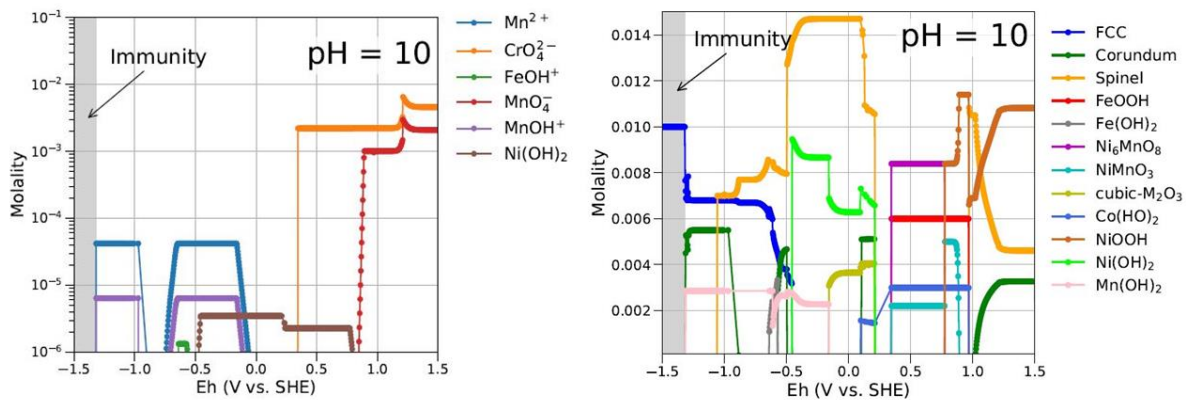 10⁻¹
10⁻²
10⁻³
10⁻⁴
10⁻⁵
10⁻⁶
Molality
Immunity
pH = 10
−1.5 −1.0 −0.5 0.0 0.5 1.0 1.5
Eh (V vs. SHE)
Mn²⁺
CrO₄²⁻
FeOH⁺
MnO₄⁻
MnOH⁺
Ni(OH)₂
0.014
0.012
0.010
0.008
0.006
0.004
0.002
Molality
Immunity
pH = 10
−1.5 −1.0 −0.5 0.0 0.5 1.0 1.5
Eh (V vs. SHE)
FCC
Corundum
Spinel
FeOOH
Fe(OH)₂
Ni₆MnO₈
NiMnO₃
cubic-M₂O₃
Co(HO)₂
NiOOH
Ni(OH)₂
Mn(OH)₂